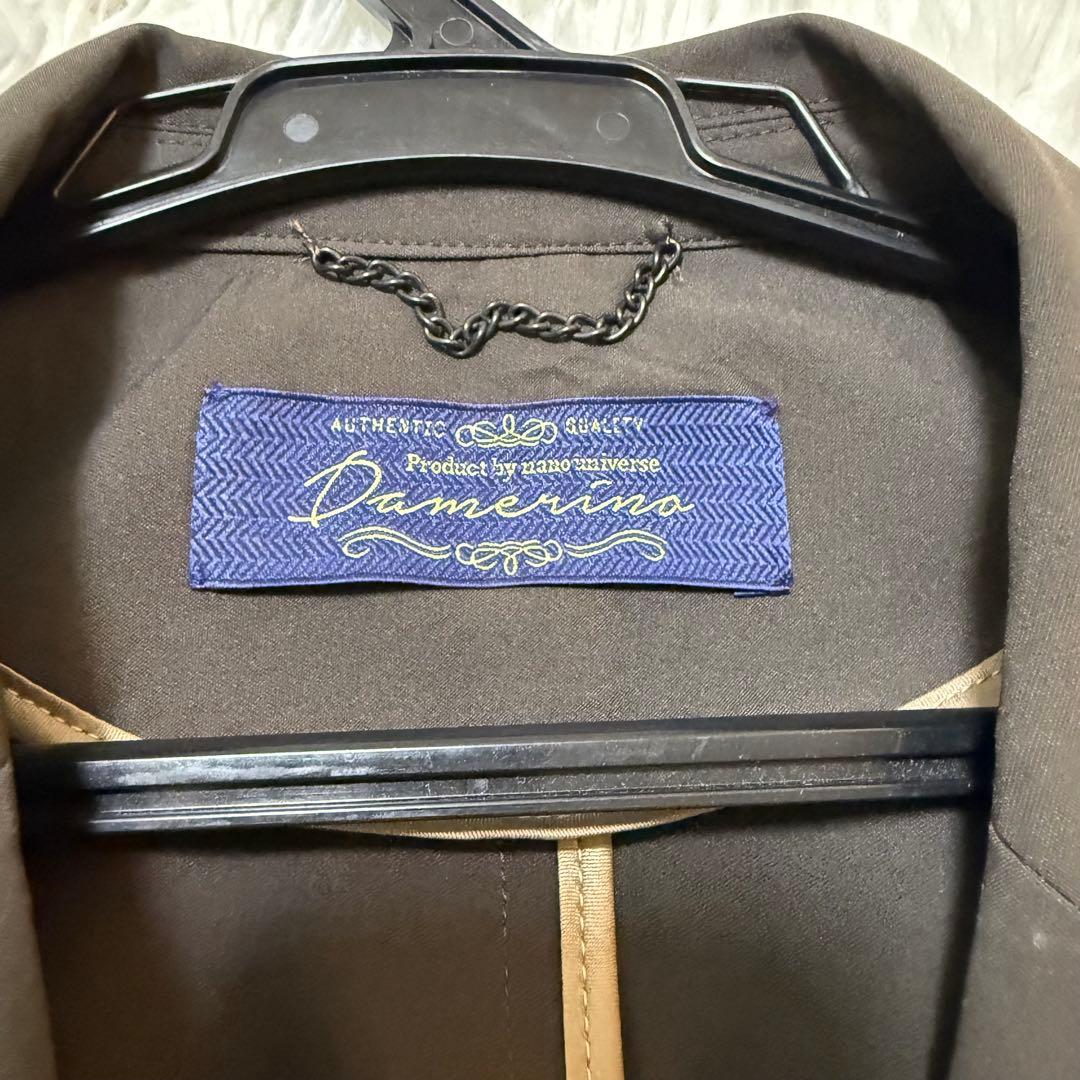 AUTHENTIC QUALITY
Product by nano universe
Damerino